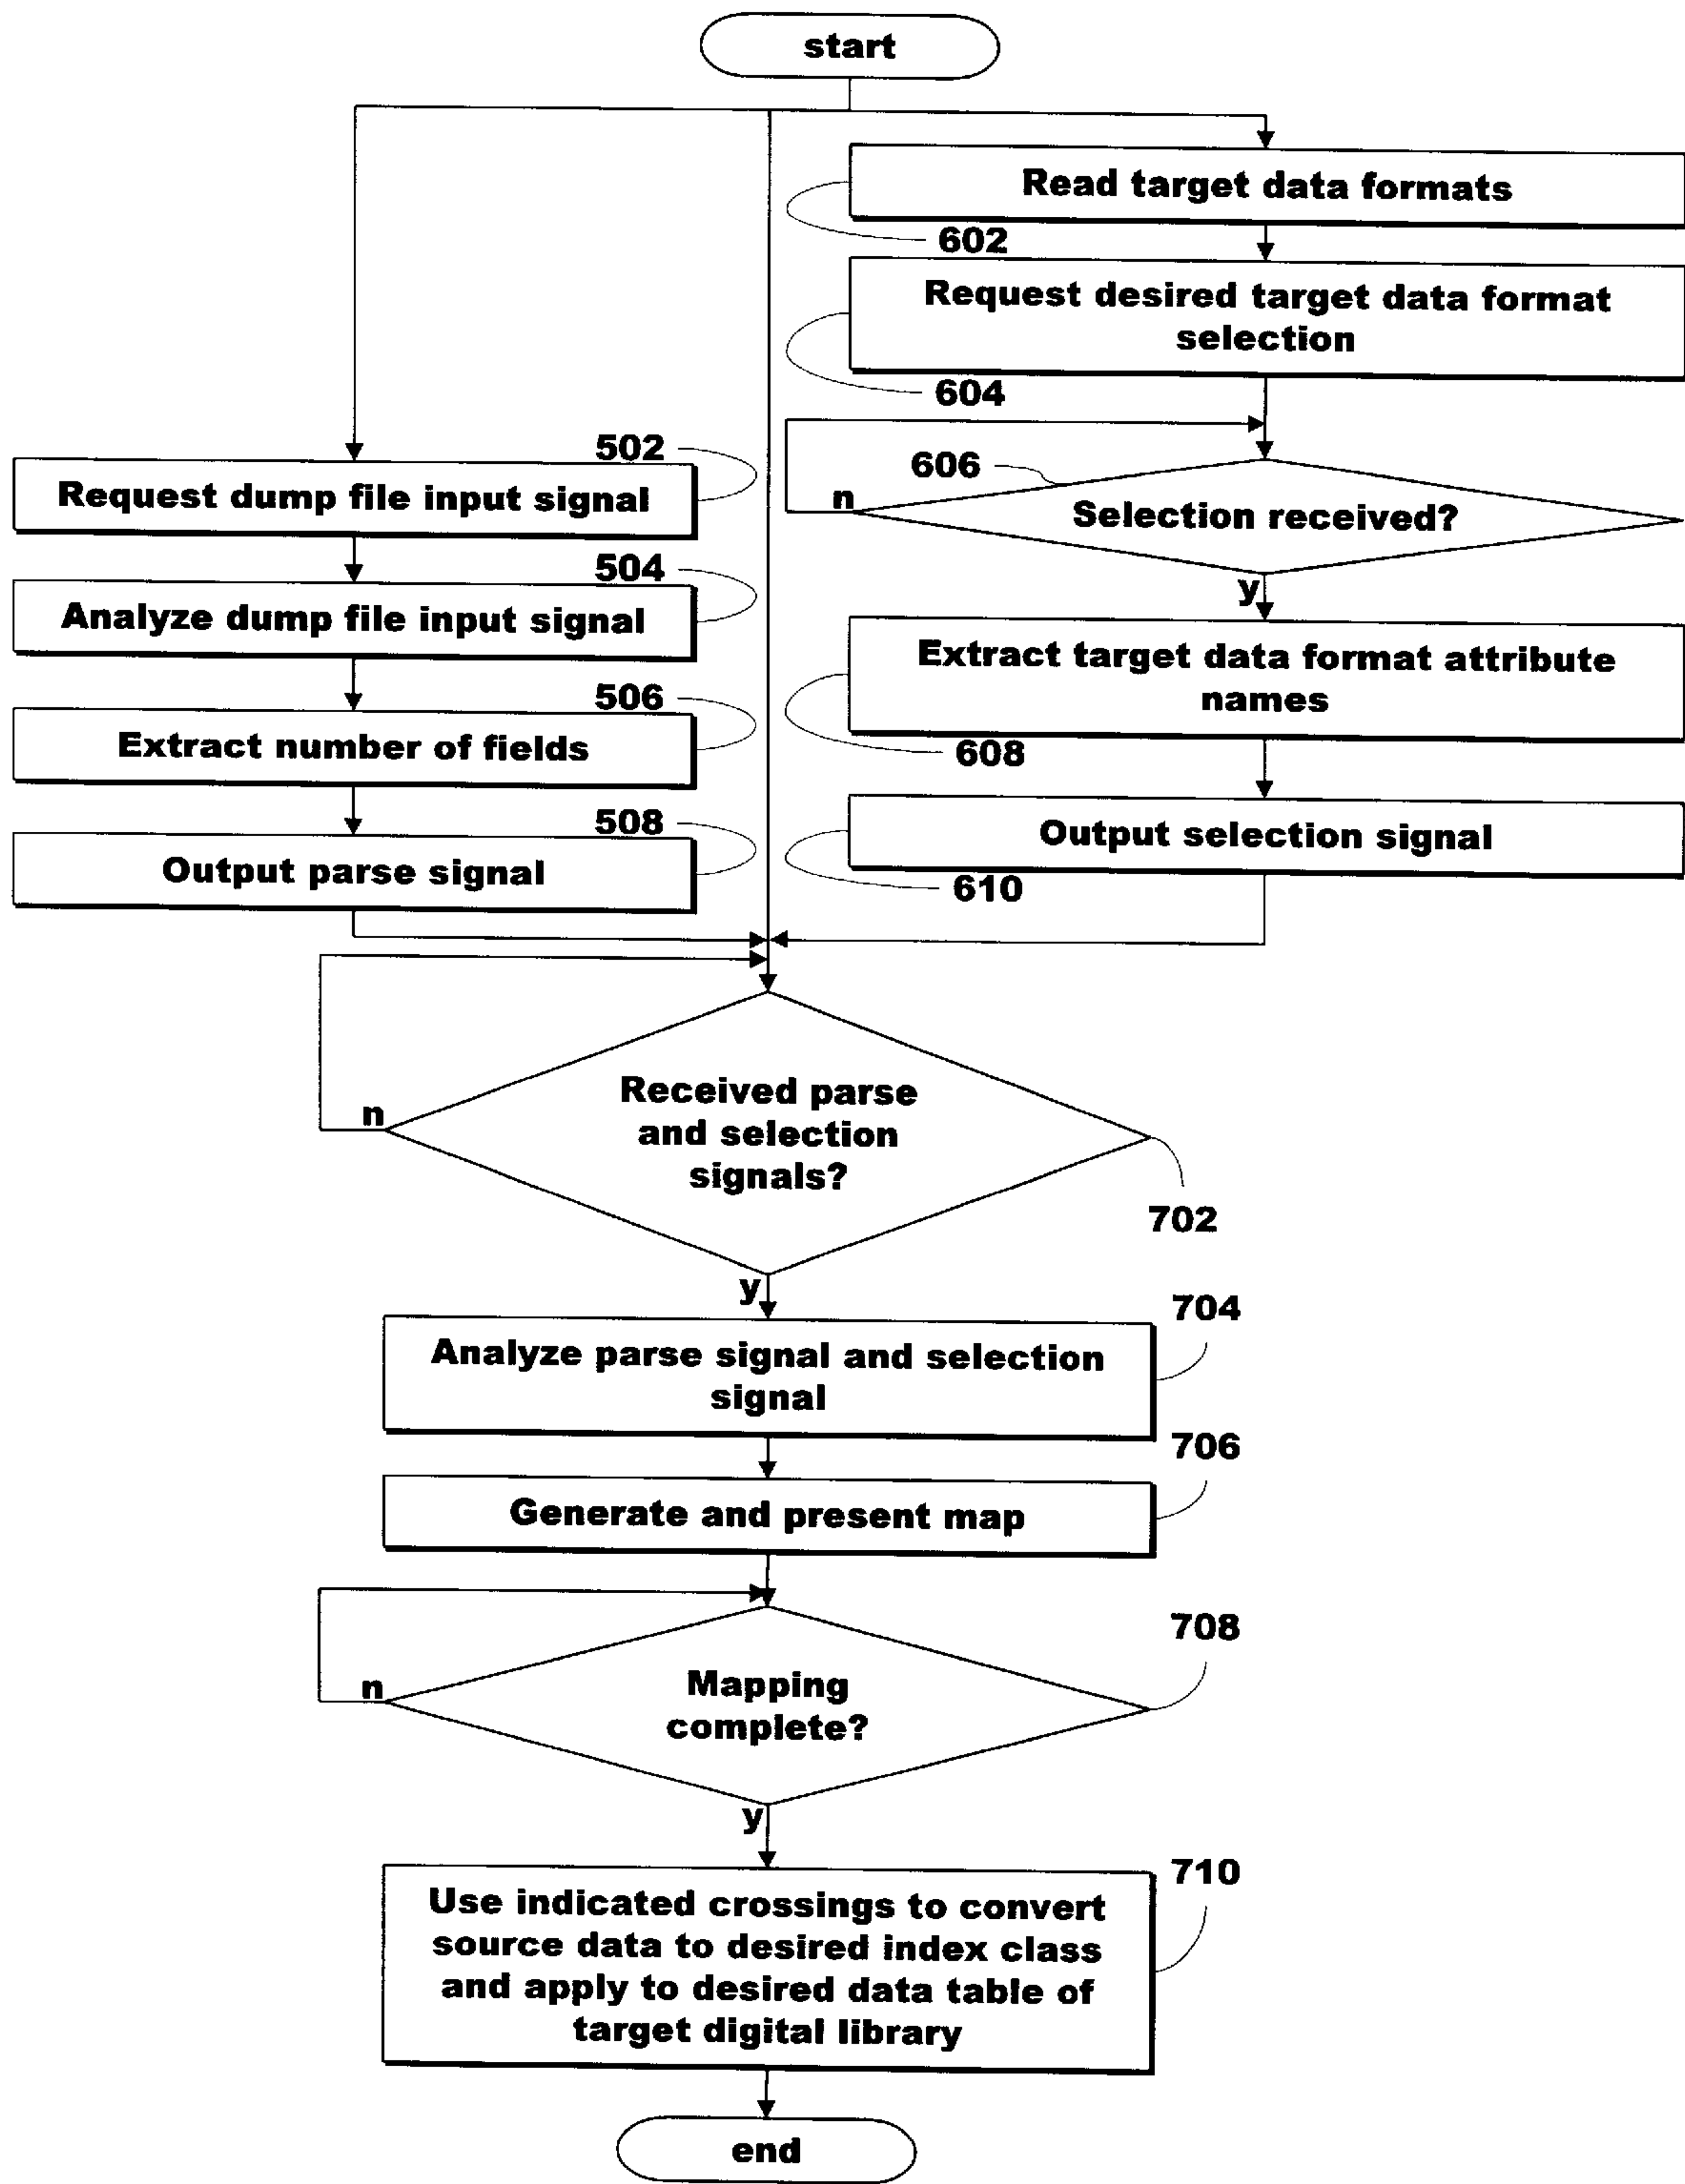 start
Read target data formats
602
Request desired target data format
selection
604
502
Request dump file input signal
606
n
Selection received?
y
504
Analyze dump file input signal
Extract target data format attribute
names
608
506
Extract number of fields
508
Output parse signal
Output selection signal
610
Received parse
and selection
signals?
n
702
y
704
Analyze parse signal and selection
signal
706
Generate and present map
708
Mapping
complete?
n
y
710
Use indicated crossings to convert
source data to desired index class
and apply to desired data table of
target digital library
end